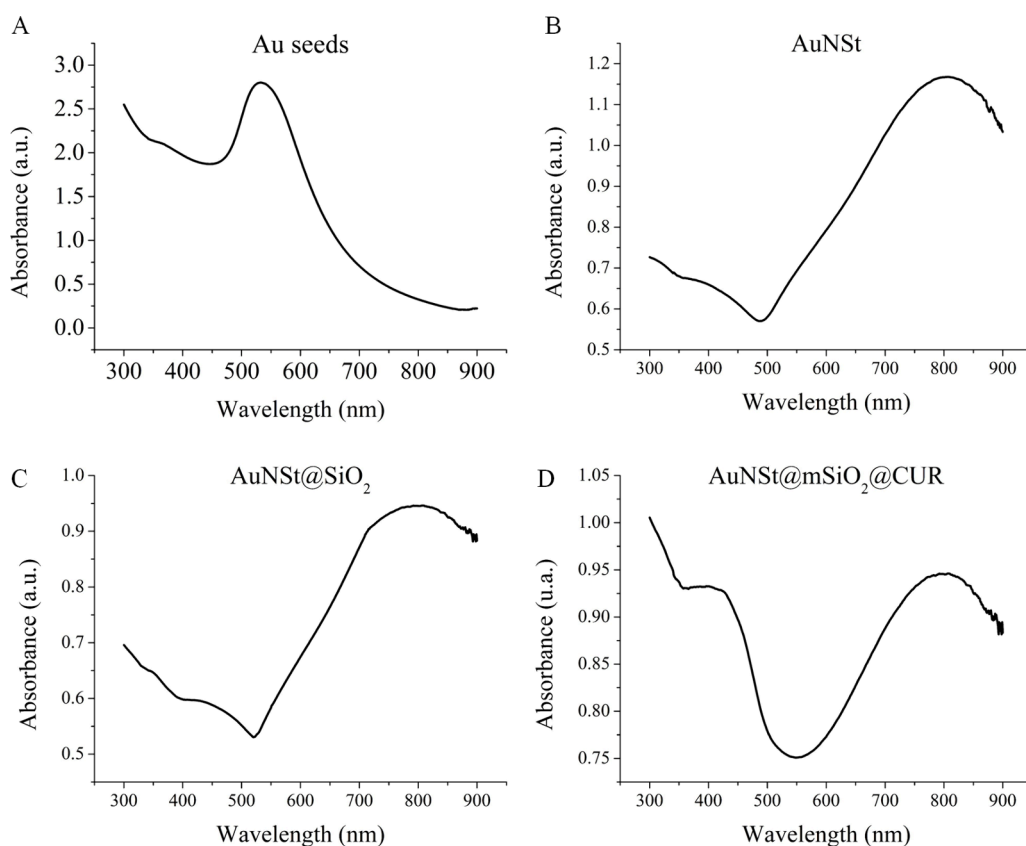 A
Au seeds
3.0
2.5
2.0
1.5
1.0
0.5
0.0
Absorbance (a.u.)
300 400 500 600 700 800 900
Wavelength (nm)
B
AuNSt
1.2
1.1
1.0
0.9
0.8
0.7
0.6
0.5
Absorbance (a.u.)
300 400 500 600 700 800 900
Wavelength (nm)
C
AuNSt@SiO₂
1.0
0.9
0.8
0.7
0.6
0.5
Absorbance (a.u.)
300 400 500 600 700 800 900
Wavelength (nm)
D
AuNSt@mSiO₂@CUR
1.05
1.00
0.95
0.90
0.85
0.80
0.75
Absorbance (u.a.)
300 400 500 600 700 800 900
Wavelength (nm)